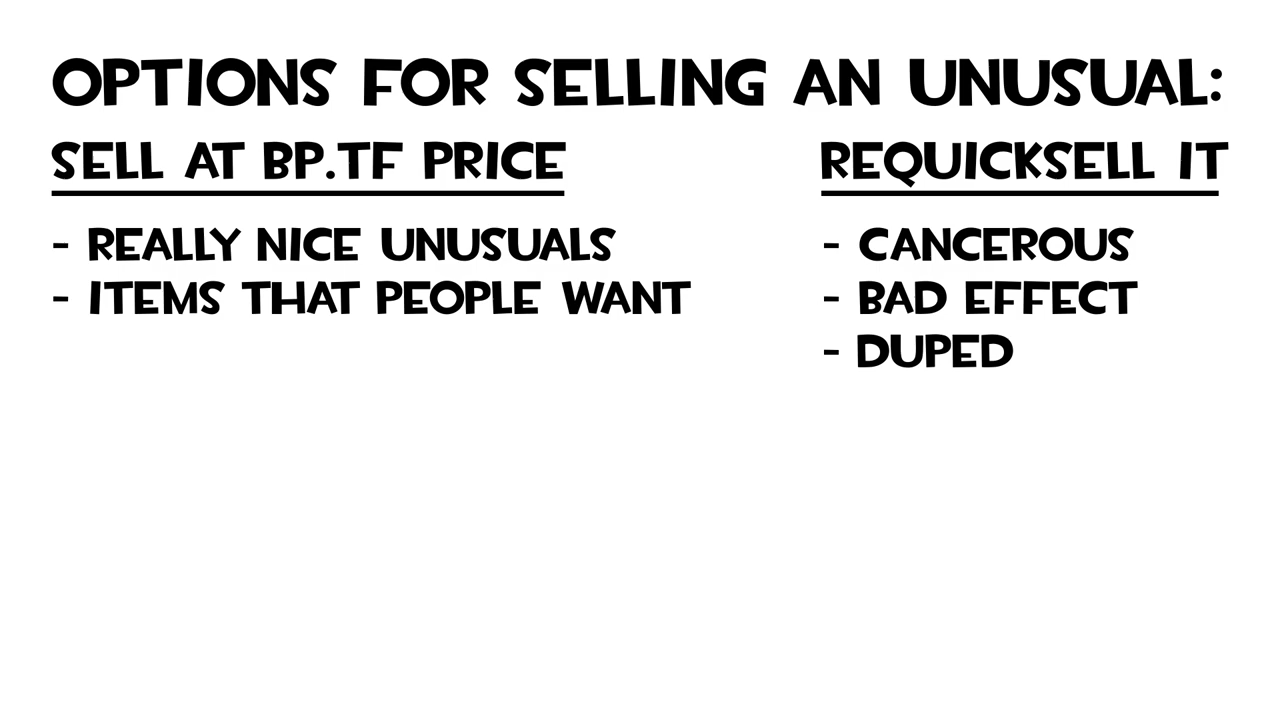 OPTIONS FOR SELLING AN UNUSUAL:
SELL AT BP.TF PRICE
- REALLY NICE UNUSUALS
- ITEMS THAT PEOPLE WANT
REQUICKSELL IT
- CANCEROUS
- BAD EFFECT
- DUPED